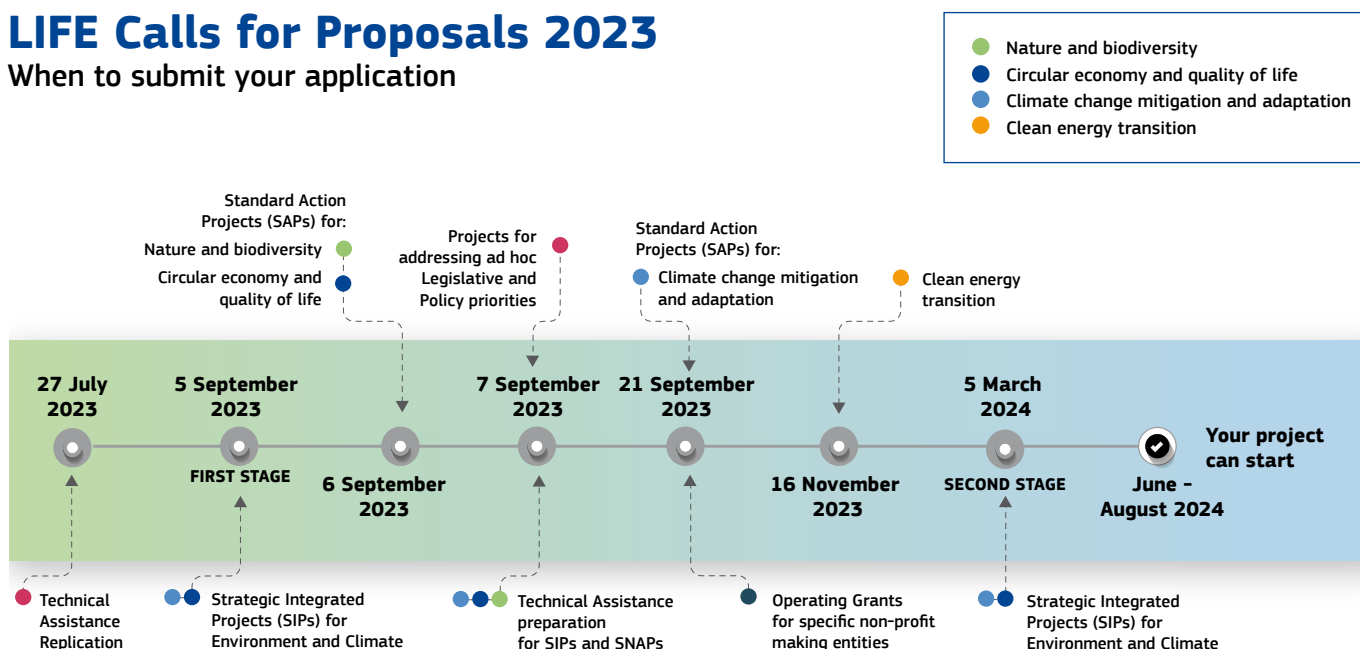 LIFE Calls for Proposals 2023
When to submit your application
Nature and biodiversity
Circular economy and quality of life
Climate change mitigation and adaptation
Clean energy transition
Standard Action
Projects (SAPs) for:
Nature and biodiversity
Circular economy and
quality of life
Projects for
addressing ad hoc
Legislative and
Policy priorities
Standard Action
Projects (SAPs) for:
Climate change mitigation
and adaptation
Clean energy
transition
27 July
2023
5 September
2023
FIRST STAGE
6 September
2023
7 September
2023
21 September
2023
16 November
2023
5 March
2024
SECOND STAGE
June -
August 2024
Your project
can start
Technical
Assistance
Replication
Strategic Integrated
Projects (SIPs) for
Environment and Climate
Technical Assistance
preparation
for SIPs and SNAPs
Operating Grants
for specific non-profit
making entities
Strategic Integrated
Projects (SIPs) for
Environment and Climate